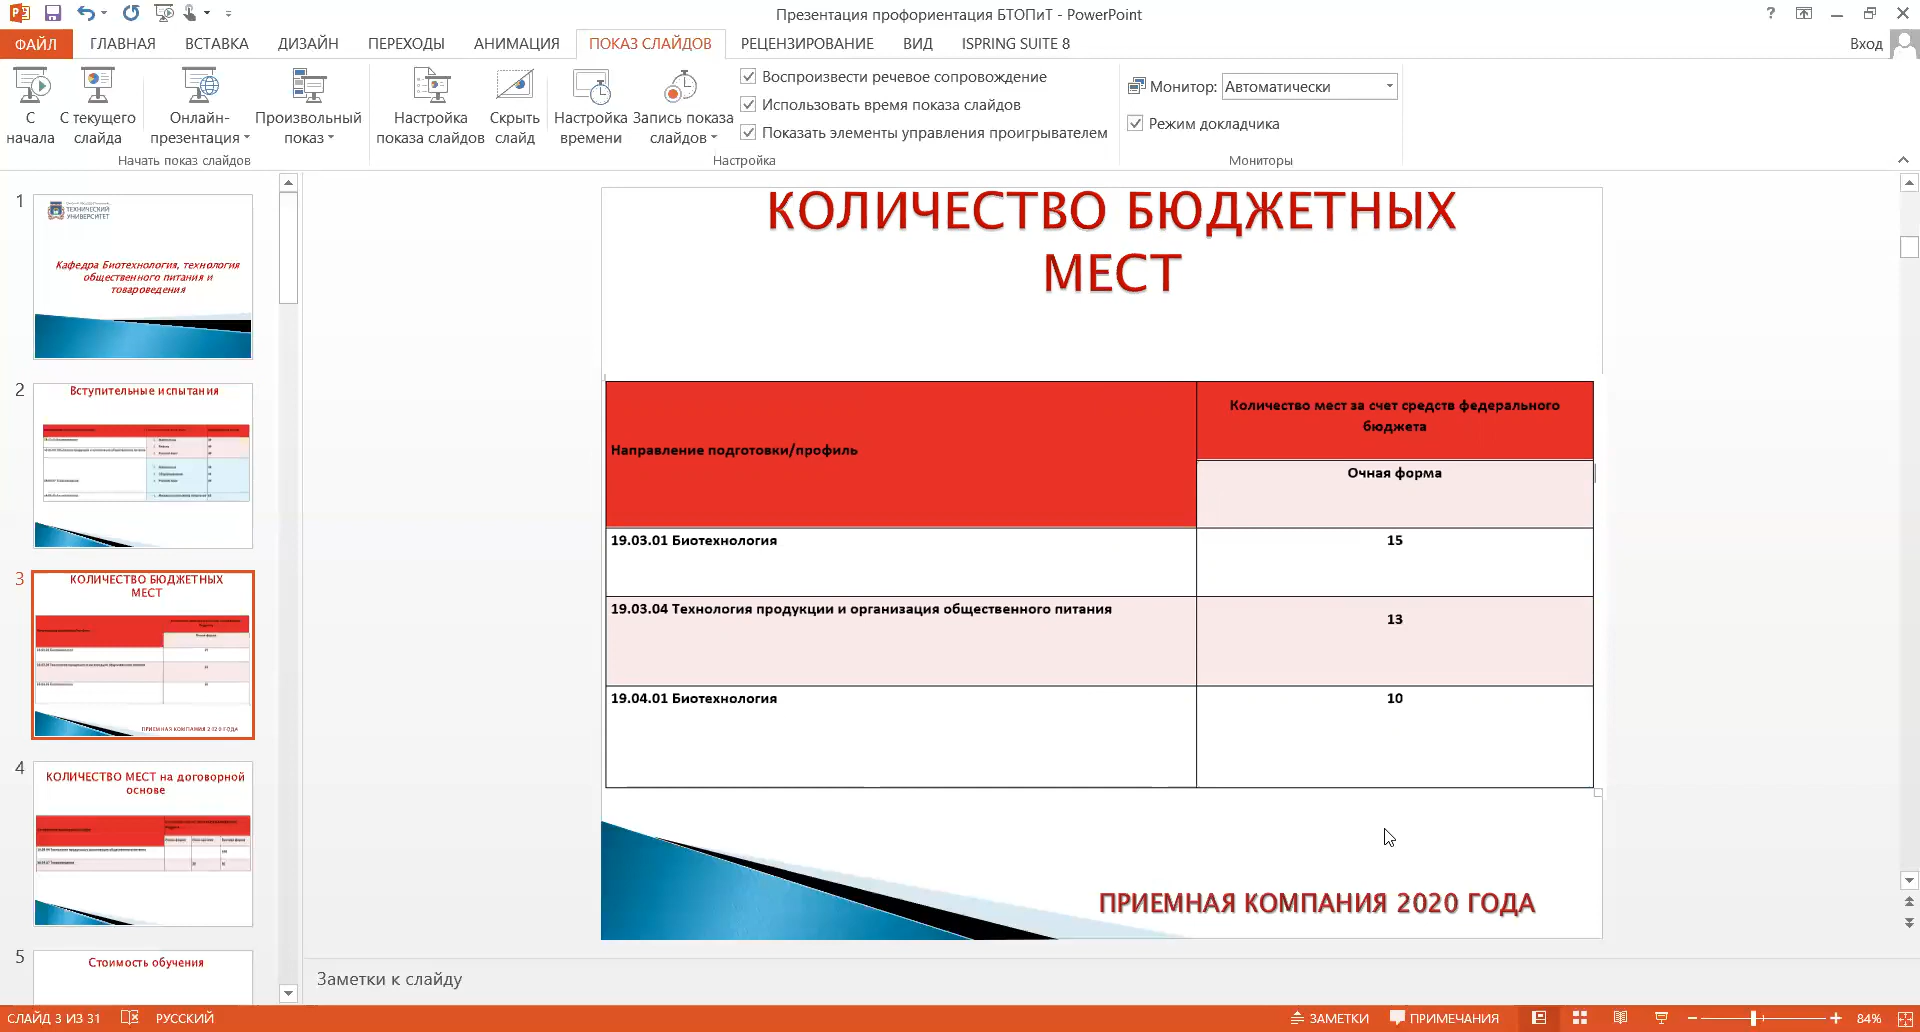 Презентация профориентация БТОПиТ - PowerPoint
?
ФАЙЛ
ГЛАВНАЯ
ВСТАВКА
ДИЗАЙН
ПЕРЕХОДЫ
АНИМАЦИЯ
ПОКАЗ СЛАЙДОВ
РЕЦЕНЗИРОВАНИЕ
ВИД
ISPRING SUITE 8
Вход
С
начала
С текущего
слайда
Онлайн-
презентация
Произвольный
показ
Начать показ слайдов
Настройка
показа слайдов
Скрыть
слайд
Настройка
времени
Запись показа
слайдов
Воспроизвести речевое сопровождение
Использовать время показа слайдов
Показать элементы управления проигрывателем
Настройка
Монитор:
Автоматически
Режим докладчика
Мониторы
1
ТЕХНИЧЕСКИЙ
УНИВЕРСИТЕТ
Кафедра Биотехнология, технология
общественного питания и
товароведения
2
Вступительные испытания
3
КОЛИЧЕСТВО БЮДЖЕТНЫХ
МЕСТ
ПРИЕМНАЯ КОМПАНИЯ 2020 ГОДА
4
КОЛИЧЕСТВО МЕСТ на договорной
основе
5
Стоимость обучения
КОЛИЧЕСТВО БЮДЖЕТНЫХ
МЕСТ
Направление подготовки/профиль
Количество мест за счет средств федерального
бюджета
Очная форма
19.03.01 Биотехнология
15
19.03.04 Технология продукции и организация общественного питания
13
19.04.01 Биотехнология
10
ПРИЕМНАЯ КОМПАНИЯ 2020 ГОДА
Заметки к слайду
СЛАЙД 3 ИЗ 31
РУССКИЙ
ЗАМЕТКИ
ПРИМЕЧАНИЯ
84%